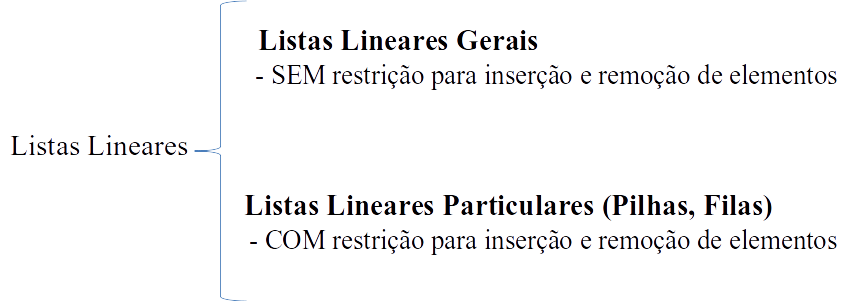 Listas Lineares Gerais
- SEM restrição para inserção e remoção de elementos
Listas Lineares
Listas Lineares Particulares (Pilhas, Filas)
- COM restrição para inserção e remoção de elementos